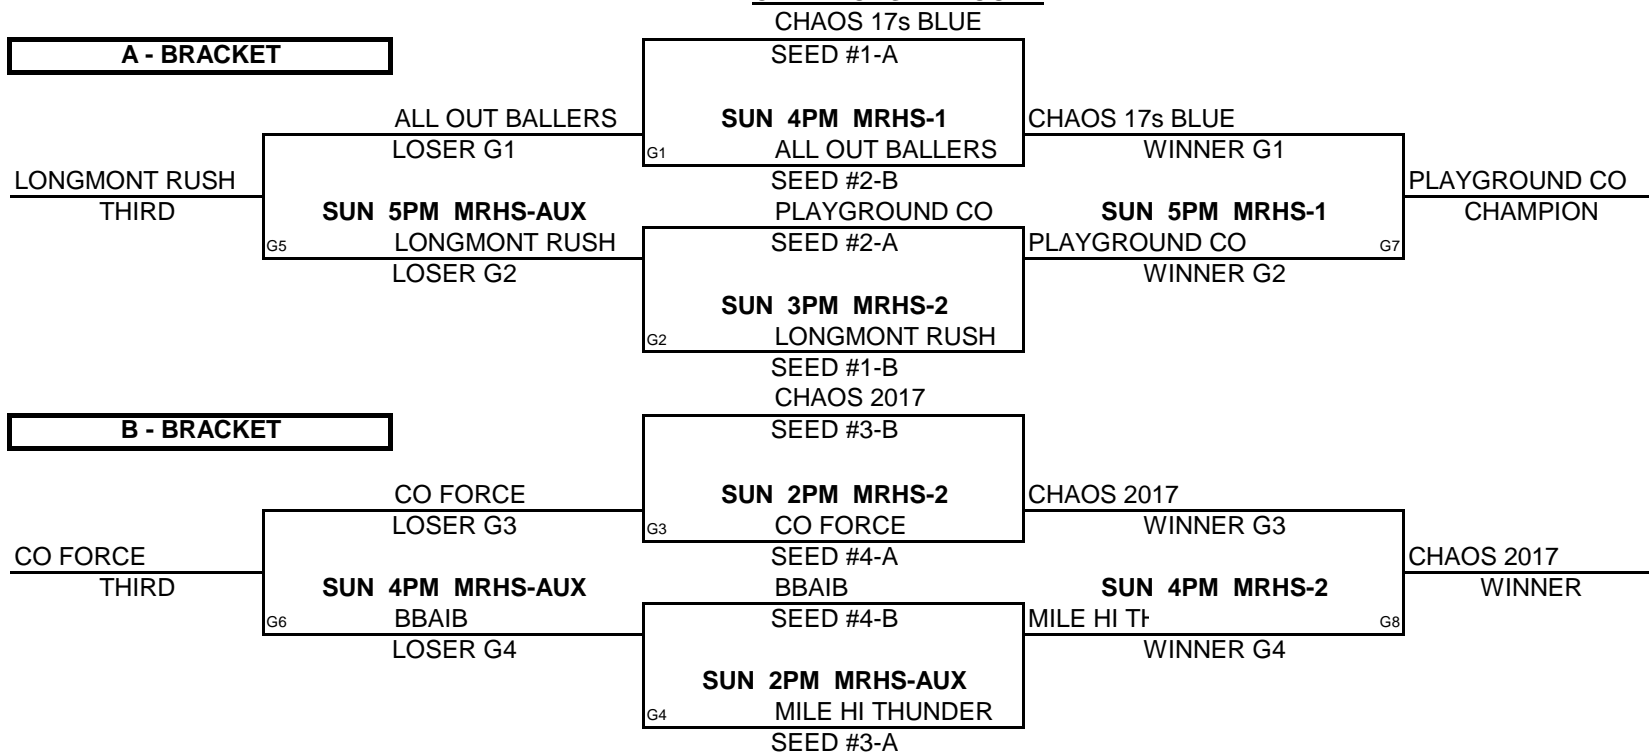 CHAOS 17s BLUE
A - BRACKET
SEED #1-A
ALL OUT BALLERS
SUN 4PM MRHS-1
CHAOS 17s BLUE
LOSER G1
G1
ALL OUT BALLERS
WINNER G1
LONGMONT RUSH
SEED #2-B
PLAYGROUND CO
THIRD
SUN 5PM MRHS-AUX
PLAYGROUND CO
SUN 5PM MRHS-1
CHAMPION
G5
LONGMONT RUSH
SEED #2-A
PLAYGROUND CO
G7
LOSER G2
WINNER G2
SUN 3PM MRHS-2
G2
LONGMONT RUSH
SEED #1-B
CHAOS 2017
B - BRACKET
SEED #3-B
CO FORCE
SUN 2PM MRHS-2
CHAOS 2017
LOSER G3
G3
CO FORCE
WINNER G3
CO FORCE
SEED #4-A
CHAOS 2017
THIRD
SUN 4PM MRHS-AUX
BBAIB
SUN 4PM MRHS-2
WINNER
G6
BBAIB
SEED #4-B
MILE HI
G8
LOSER G4
WINNER G4
SUN 2PM MRHS-AUX
G4
MILE HI THUNDER
SEED #3-A